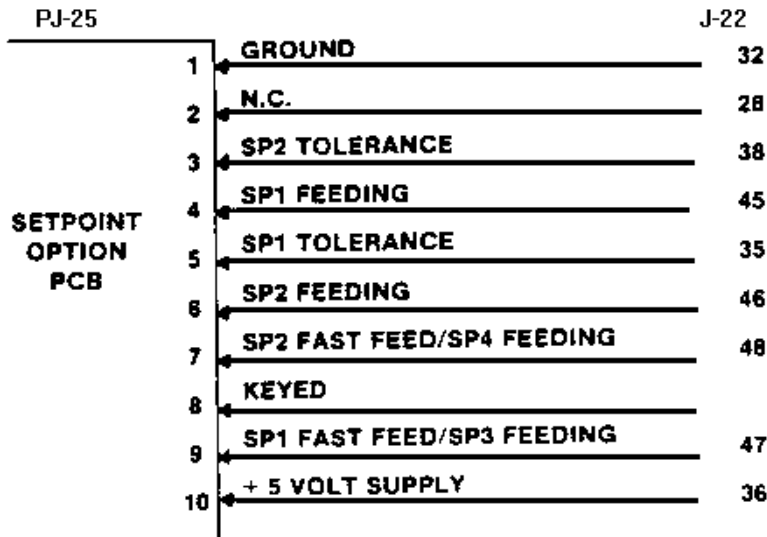 PJ-25 J-22
1 GROUND 32
2 N.C. 28
3 SP2 TOLERANCE 38
4 SP1 FEEDING 45
SETPOINT
OPTION
PCB
5 SP1 TOLERANCE 35
6 SP2 FEEDING 46
7 SP2 FAST FEED/SP4 FEEDING 48
8 KEYED
9 SP1 FAST FEED/SP3 FEEDING 47
10 + 5 VOLT SUPPLY 36